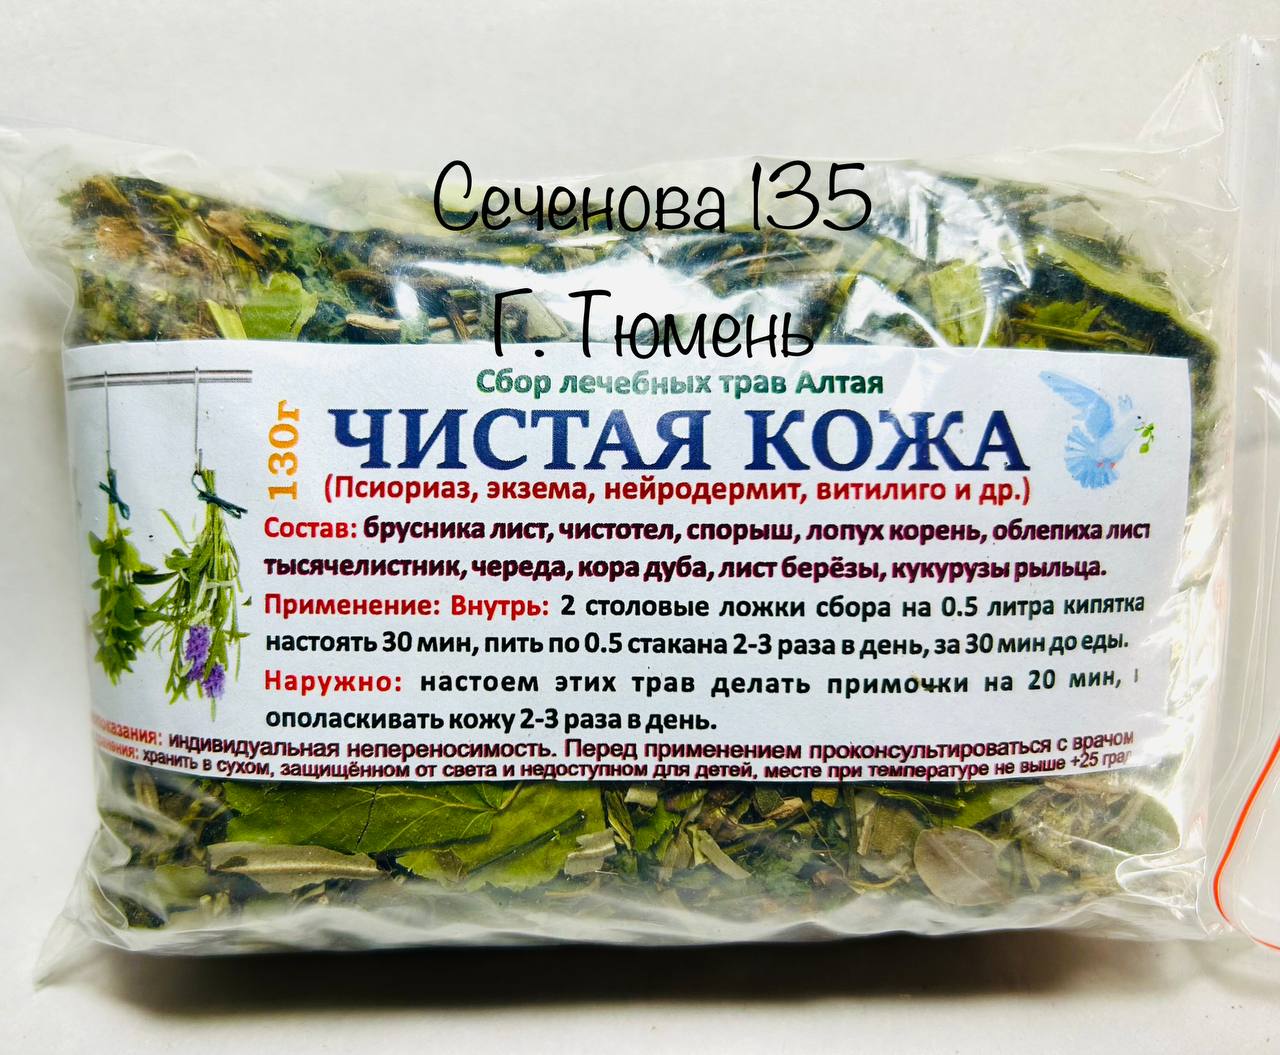 Сеченова 135
Г. Тюмень
Сбор лечебных трав Алтая
130г
ЧИСТАЯ КОЖА
(Псиориаз, экзема, нейродермит, витилиго и др.)
Состав: брусника лист, чистотел, спорыш, лопух корень, облепиха лист
тысячелистник, череда, кора дуба, лист берёзы, кукурузы рыльца.
Применение: Внутрь: 2 столовые ложки сбора на 0.5 литра кипятка
настоять 30 мин, пить по 0.5 стакана 2-3 раза в день, за 30 мин до еды.
Наружно: настоем этих трав делать примочки на 20 мин,
ополаскивать кожу 2-3 раза в день.
индивидуальная непереносимость. Перед применением проконсультироваться с врачом
хранить в сухом, защищённом от света и недоступном для детей, месте при температуре не выше +25